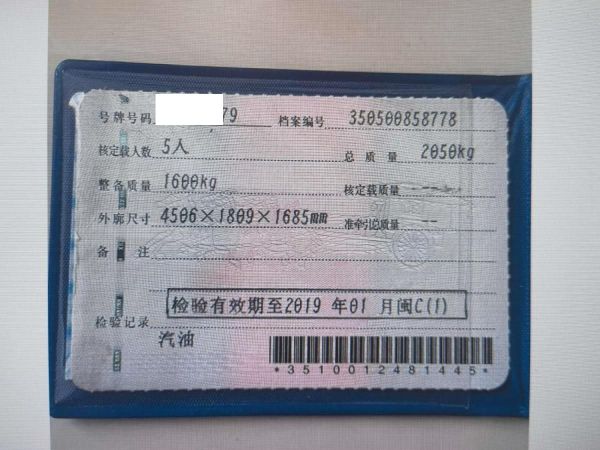 号牌号码 79 档案编号 350500858778
核定载人数 5人 总质量 2050kg
整备质量 1600kg 核定载质量 --
外廓尺寸 4506×1809×1685mm 准牵引总质量 --
备注
检验有效期至2019年01月闽C(1)
检验记录
汽油
*3510012481445*